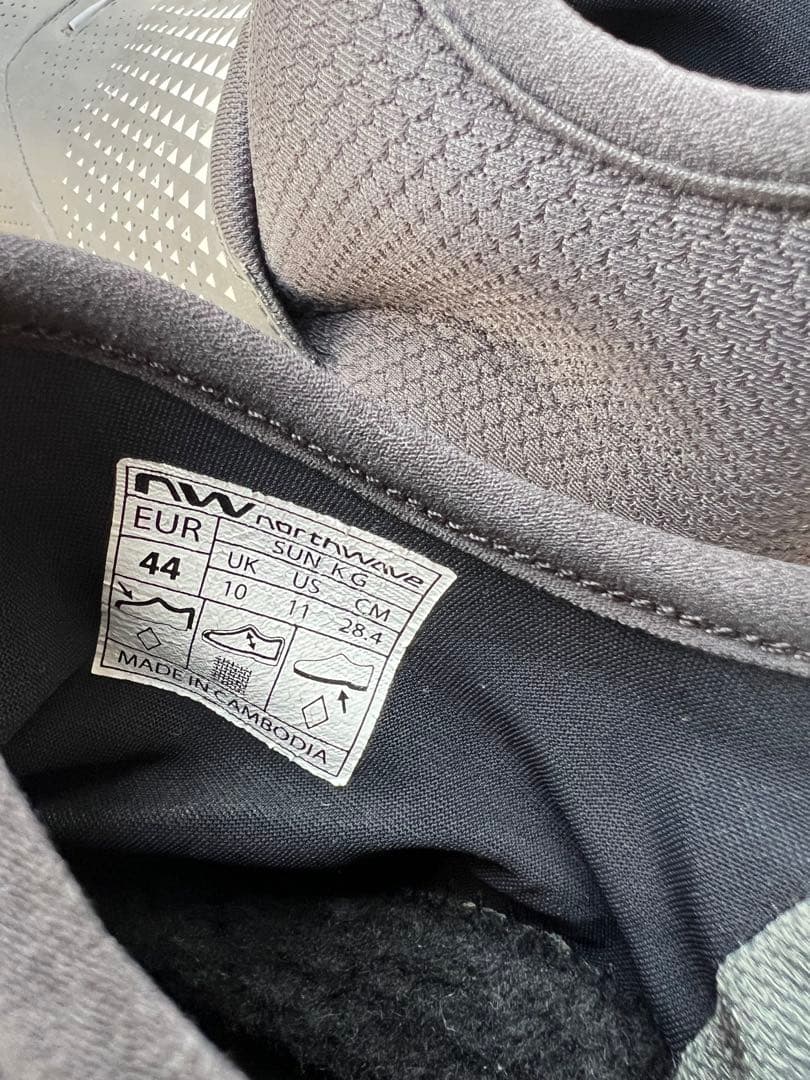 nw northwave
EUR
44
SUN KG
UK US CM
10 11 28.4
MADE IN CAMBODIA